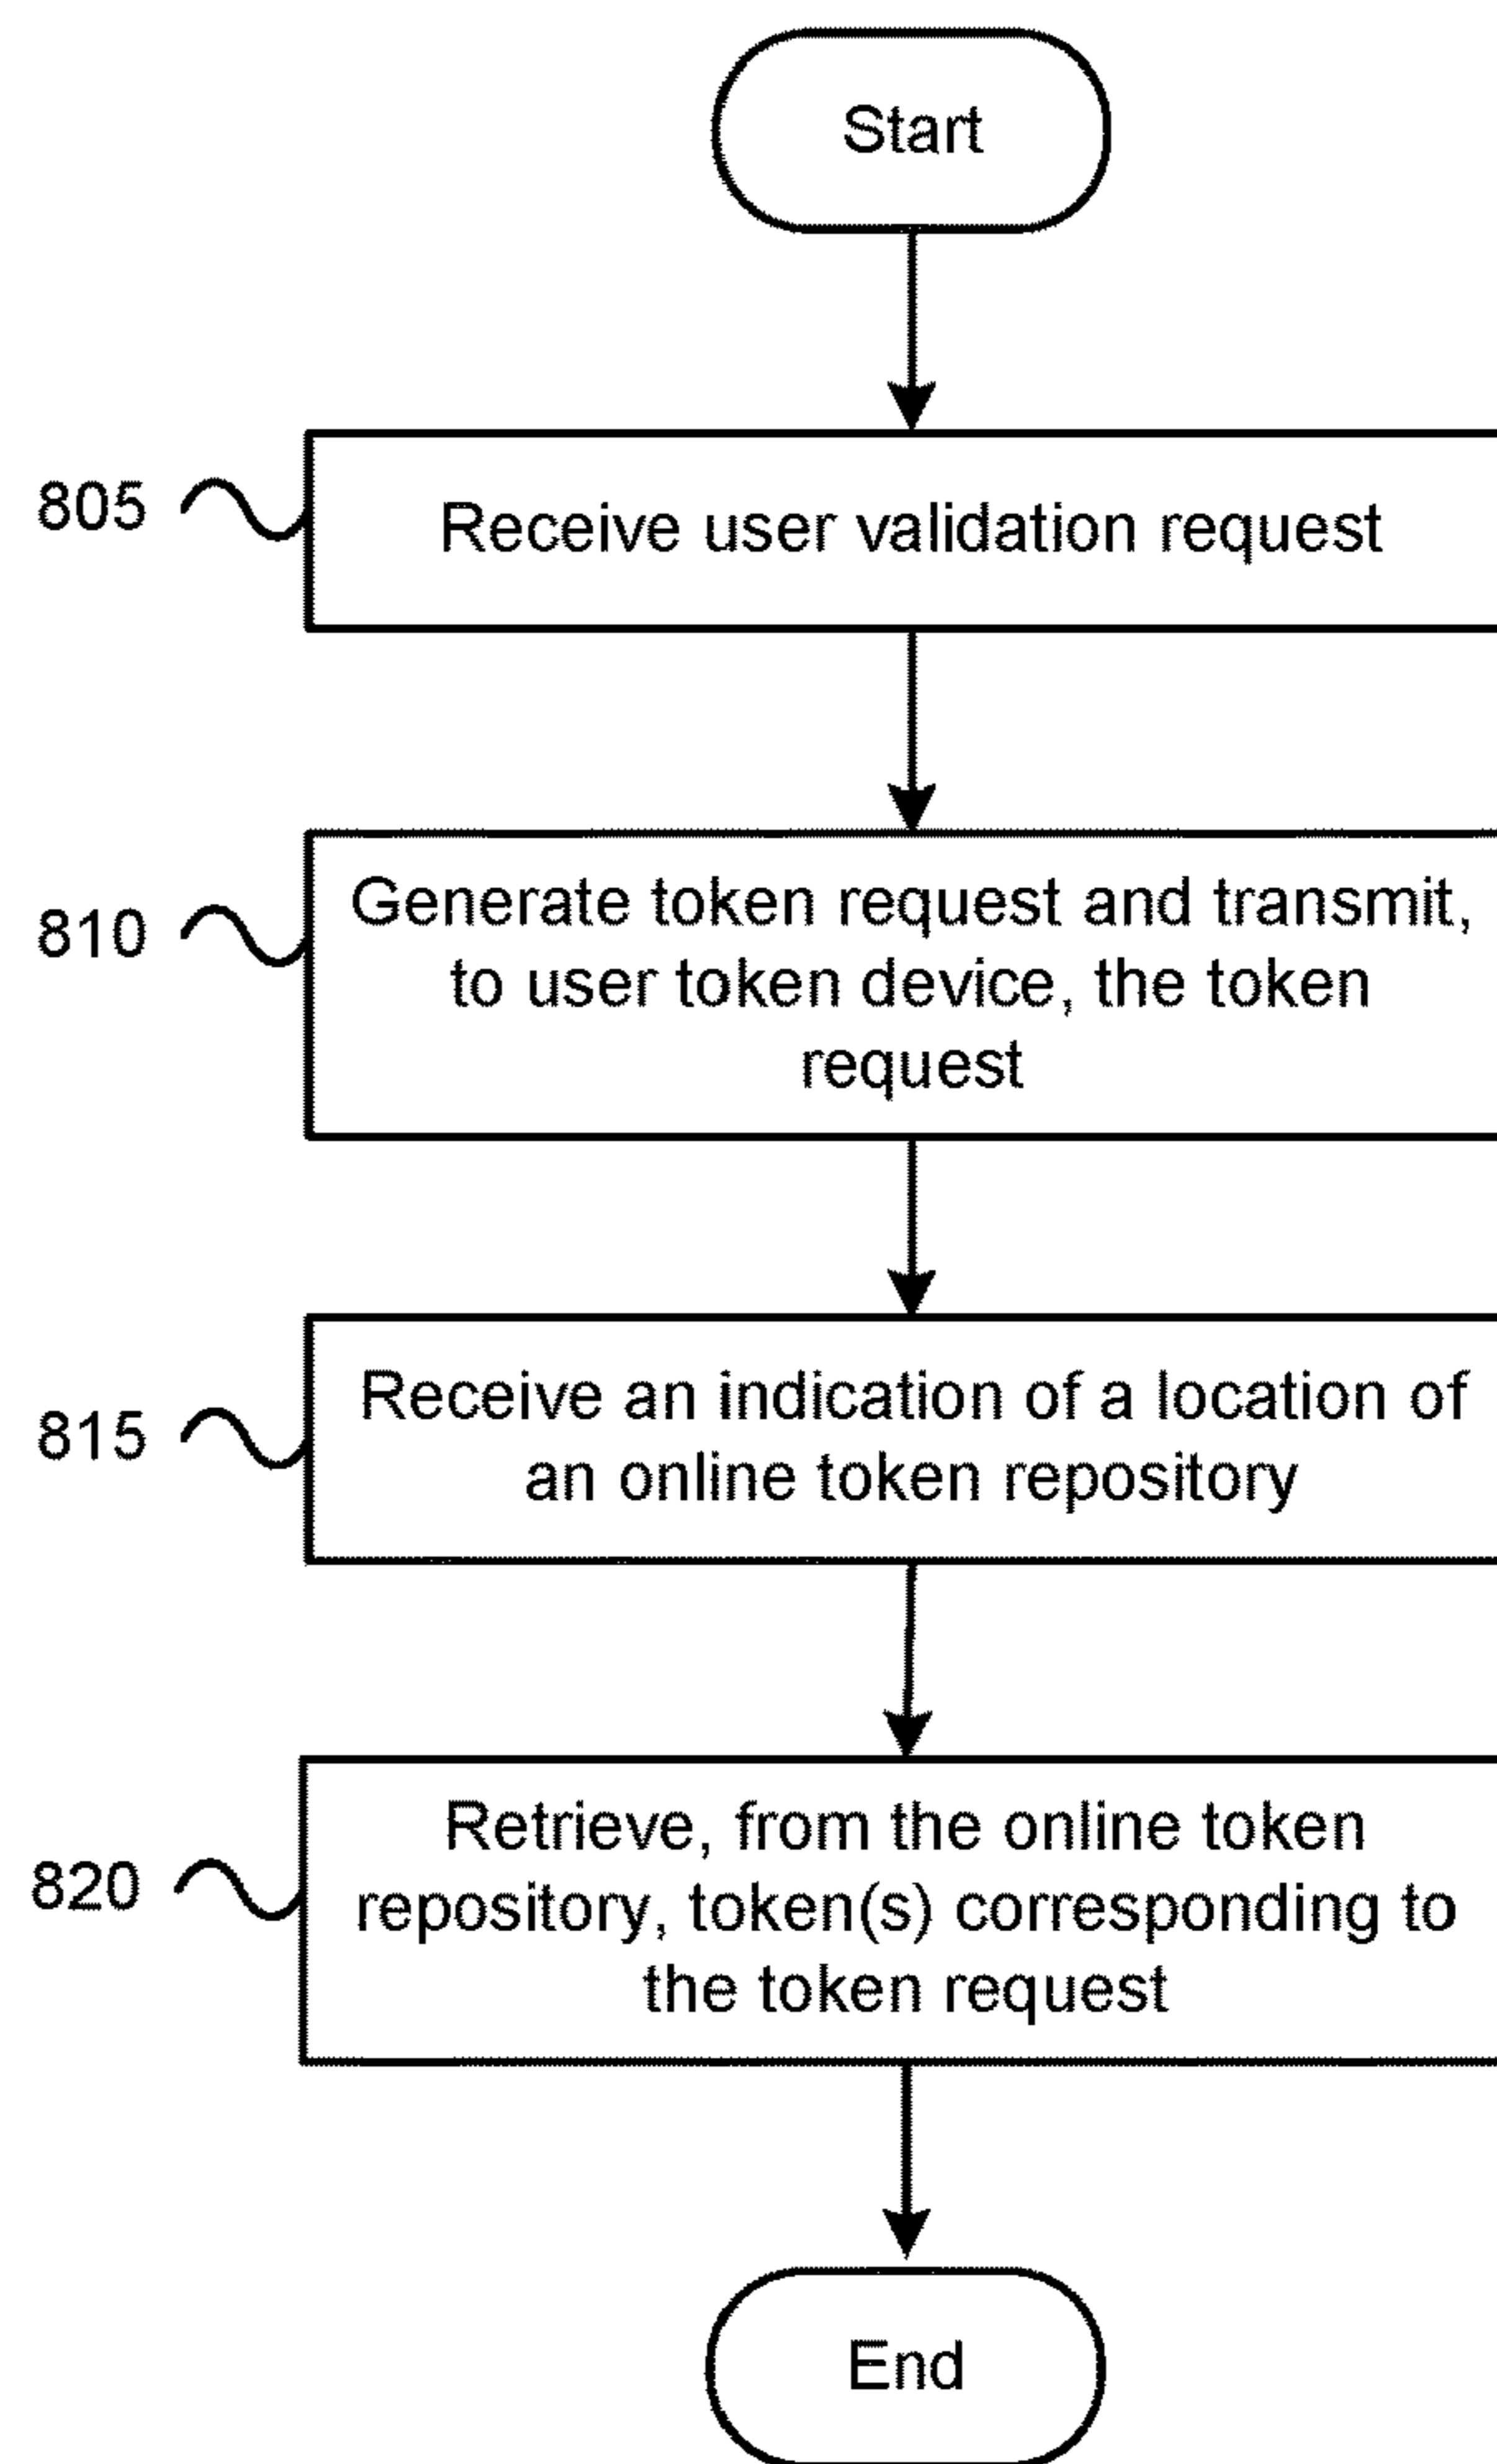 Start
805
Receive user validation request
810
Generate token request and transmit,
to user token device, the token
request
815
Receive an indication of a location of
an online token repository
820
Retrieve, from the online token
repository, token(s) corresponding to
the token request
End